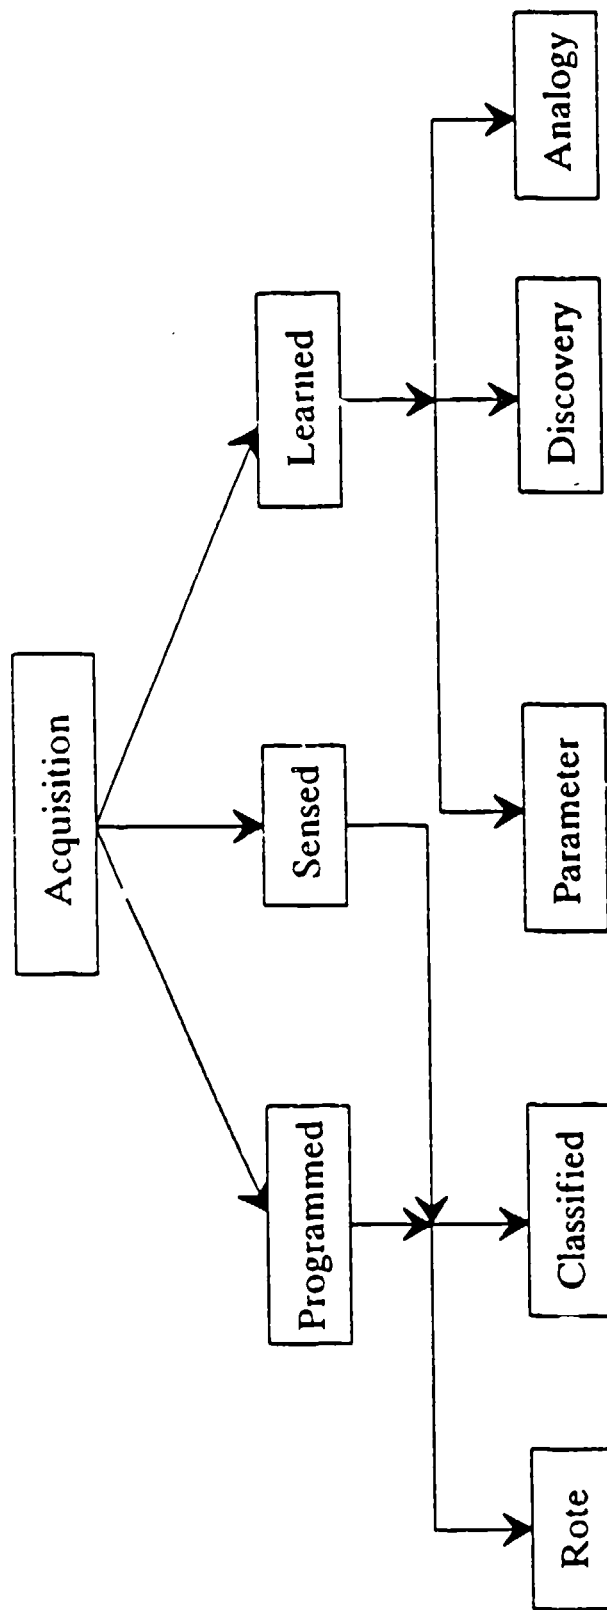 Acquisition
Programmed
Sensed
Learned
Rote
Classified
Parameter
Discovery
Analogy